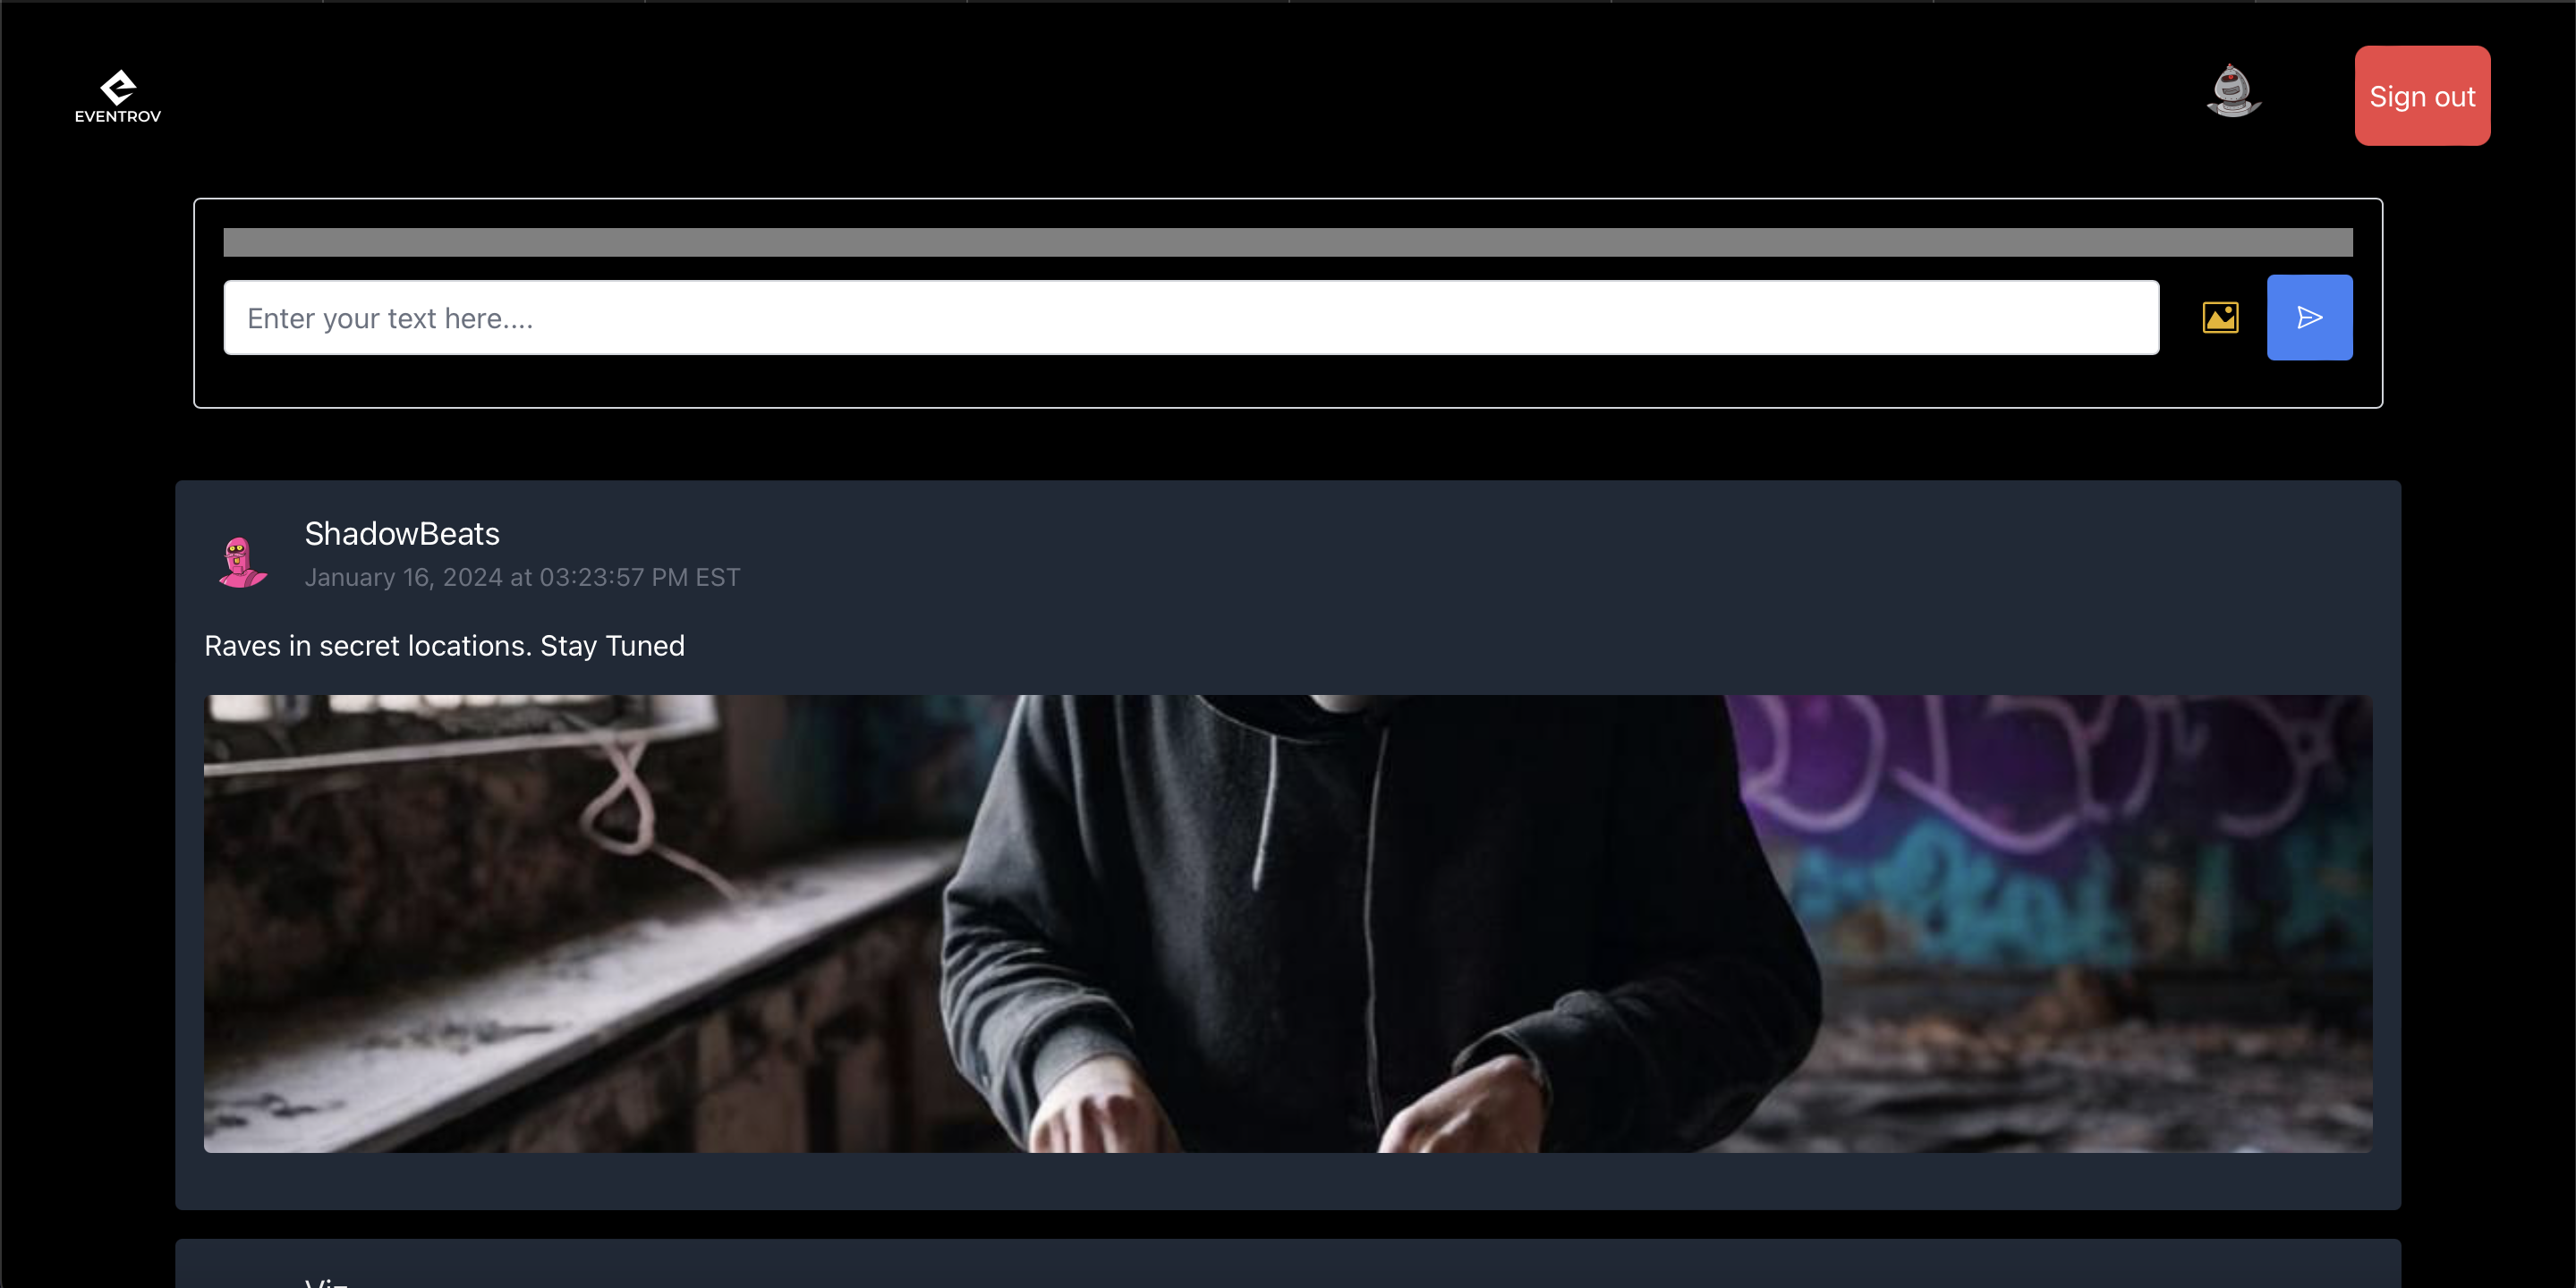 EVENTROV
Sign out
Enter your text here....
ShadowBeats
January 16, 2024 at 03:23:57 PM EST
Raves in secret locations. Stay Tuned